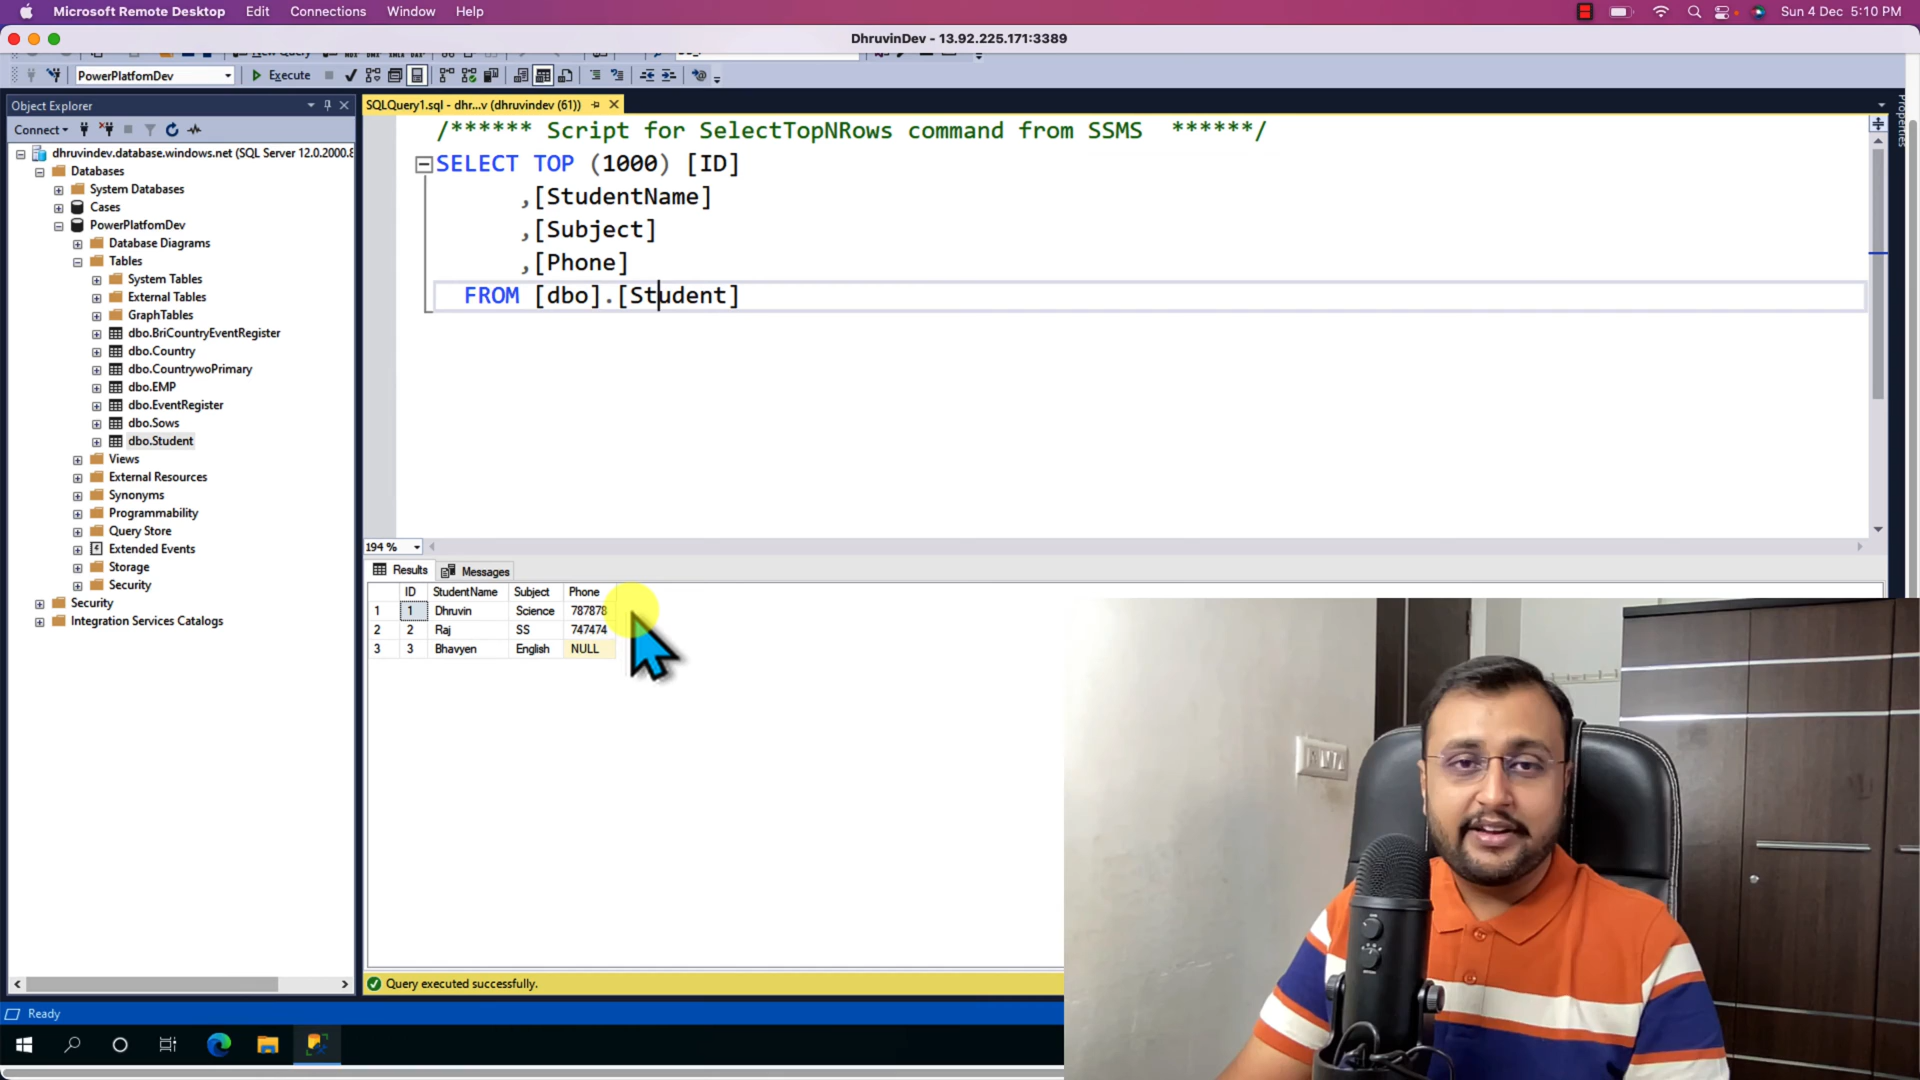 Microsoft Remote Desktop Edit Connections Window Help Sun 4 Dec 5:10 PM
DhruvinDev - 13.92.225.171:3389
PowerPlatfomDev Execute
Object Explorer
SQLQuery1.sql - dhr...v (dhruvindev (61))
Properties
Connect
dhruvindev.database.windows.net (SQL Server 12.0.2000.8
Databases
System Databases
Cases
PowerPlatfomDev
Database Diagrams
Tables
System Tables
External Tables
GraphTables
dbo.BriCountryEventRegister
dbo.Country
dbo.CountrywoPrimary
dbo.EMP
dbo.EventRegister
dbo.Sows
dbo.Student
Views
External Resources
Synonyms
Programmability
Query Store
Extended Events
Storage
Security
Security
Integration Services Catalogs
/****** Script for SelectTopNRows command from SSMS ******/
SELECT TOP (1000) [ID]
,[StudentName]
,[Subject]
,[Phone]
FROM [dbo].[Student]
194 %
Results Messages
ID StudentName Subject Phone
1 1 Dhruvin Science 787878
2 2 Raj SS 747474
3 3 Bhavyen English NULL
Query executed successfully.
Ready